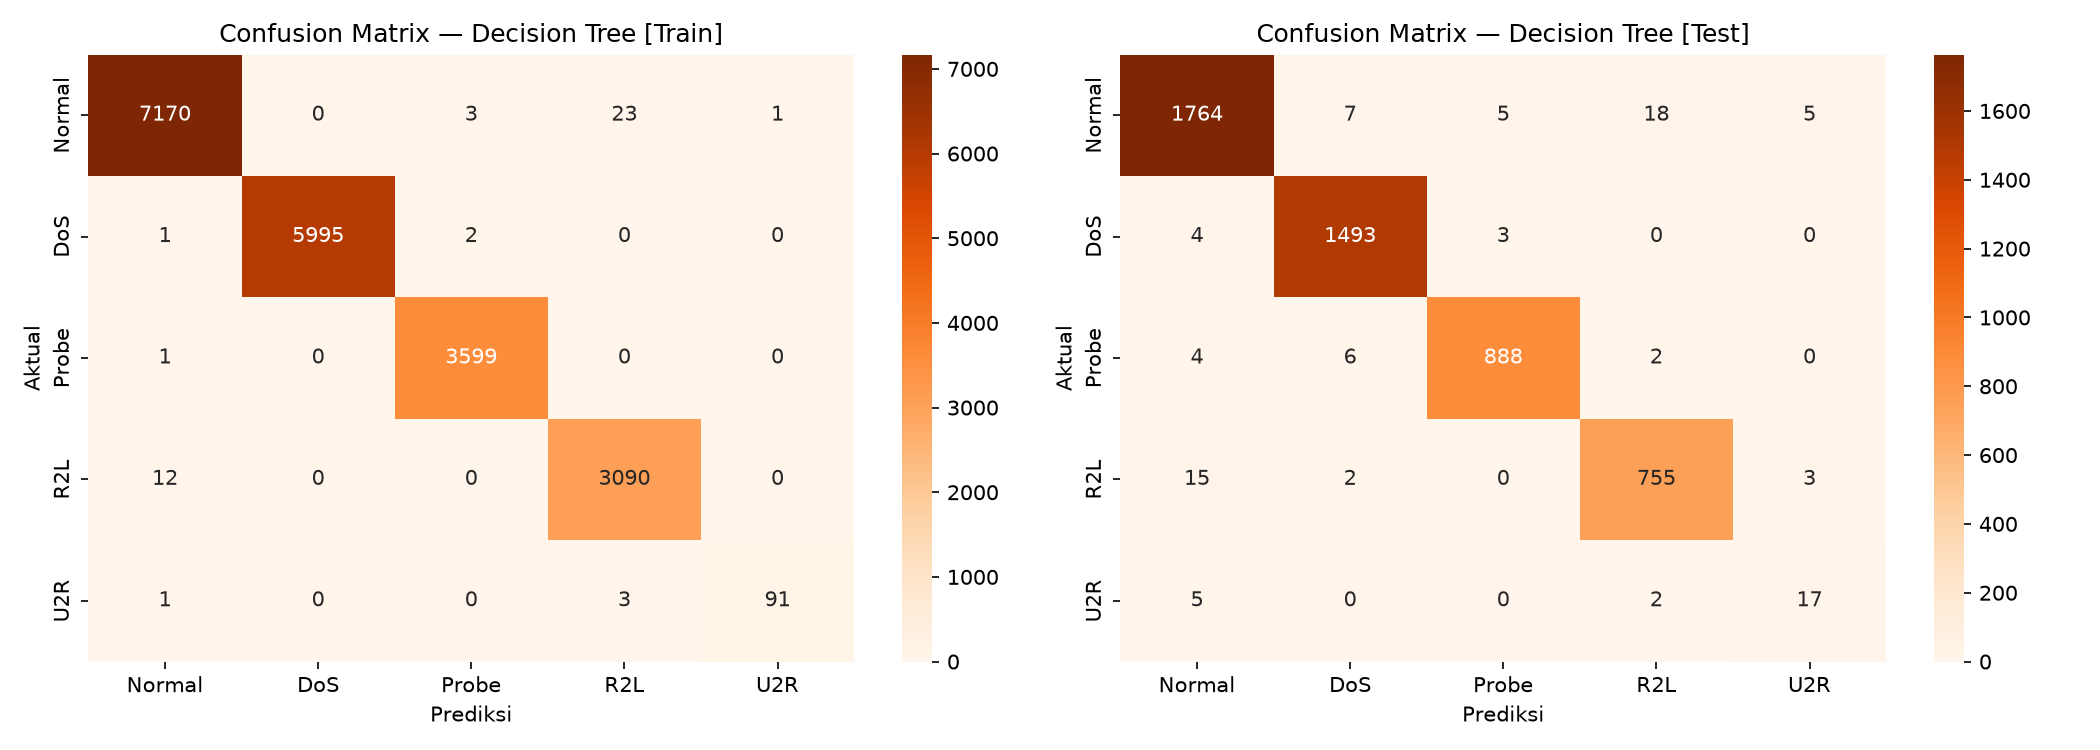 Confusion Matrix — Decision Tree [Train]
Normal 7170 0 3 23 1
DoS 1 5995 2 0 0
Probe 1 0 3599 0 0
R2L 12 0 0 3090 0
U2R 1 0 0 3 91
Normal DoS Probe R2L U2R
Prediksi
Aktual
7000
6000
5000
4000
3000
2000
1000
0
Confusion Matrix — Decision Tree [Test]
Normal 1764 7 5 18 5
DoS 4 1493 3 0 0
Probe 4 6 888 2 0
R2L 15 2 0 755 3
U2R 5 0 0 2 17
Normal DoS Probe R2L U2R
Prediksi
Aktual
1600
1400
1200
1000
800
600
400
200
0